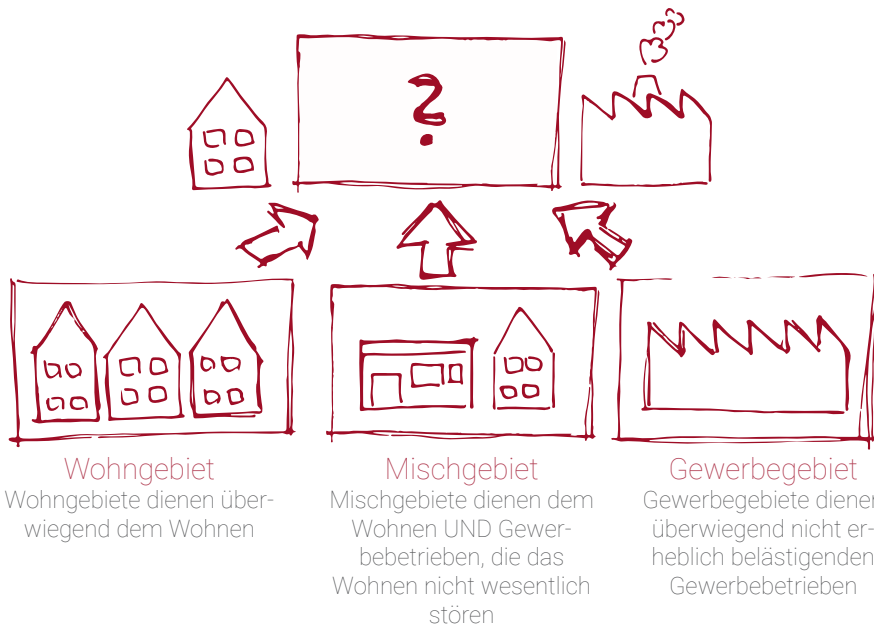 ?
Wohngebiet
Wohngebiete dienen über-
wiegend dem Wohnen
Mischgebiet
Mischgebiete dienen dem
Wohnen UND Gewer-
bebetrieben, die das
Wohnen nicht wesentlich
stören
Gewerbegebiet
Gewerbegebiete dienen
überwiegend nicht er-
heblich belästigenden
Gewerbebetrieben